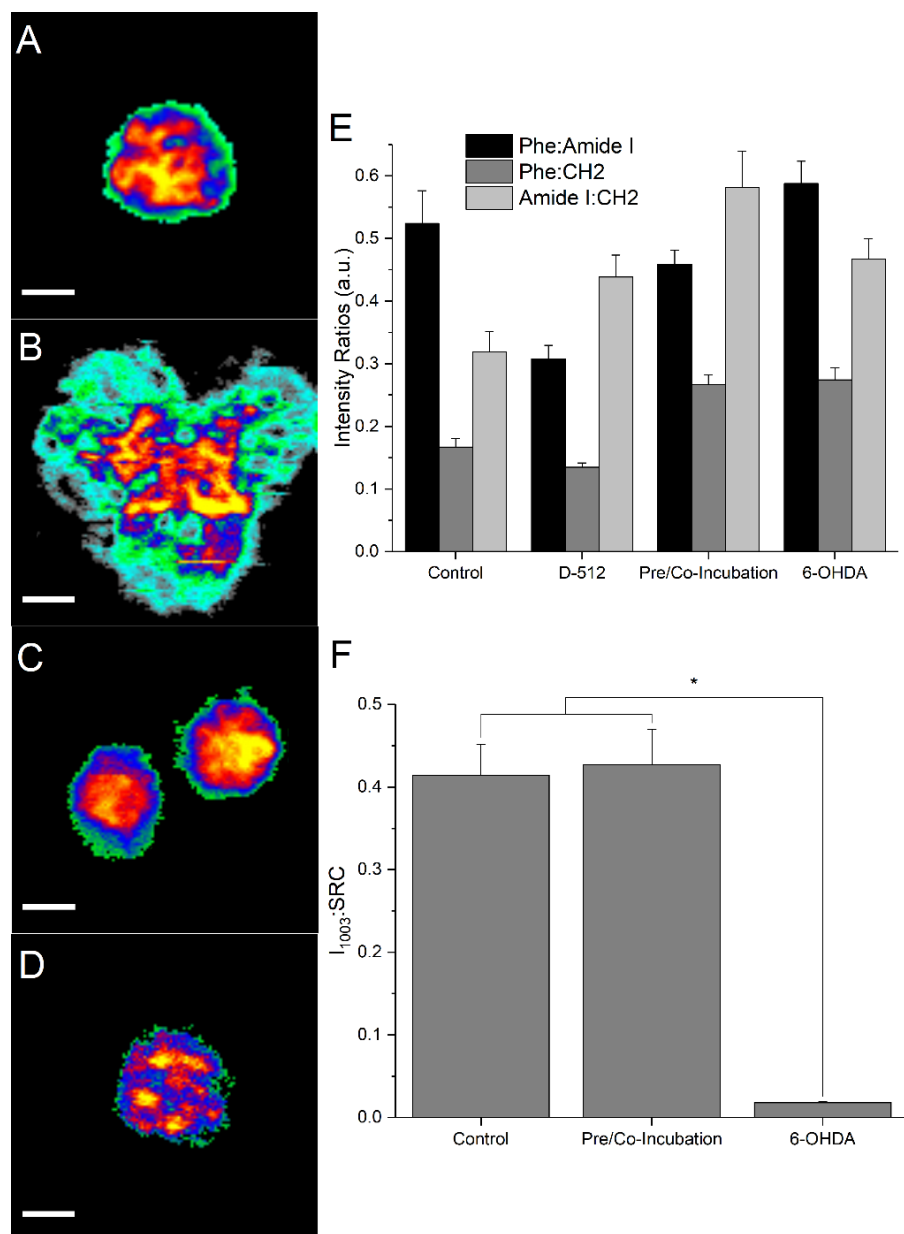 A
B
C
D
E
Phe:Amide I
Phe:CH2
Amide I:CH2
Intensity Ratios (a.u.)
0.6
0.5
0.4
0.3
0.2
0.1
0.0
Control D-512 Pre/Co-Incubation 6-OHDA
F
*
I1003:SRC
0.5
0.4
0.3
0.2
0.1
0.0
Control Pre/Co-Incubation 6-OHDA